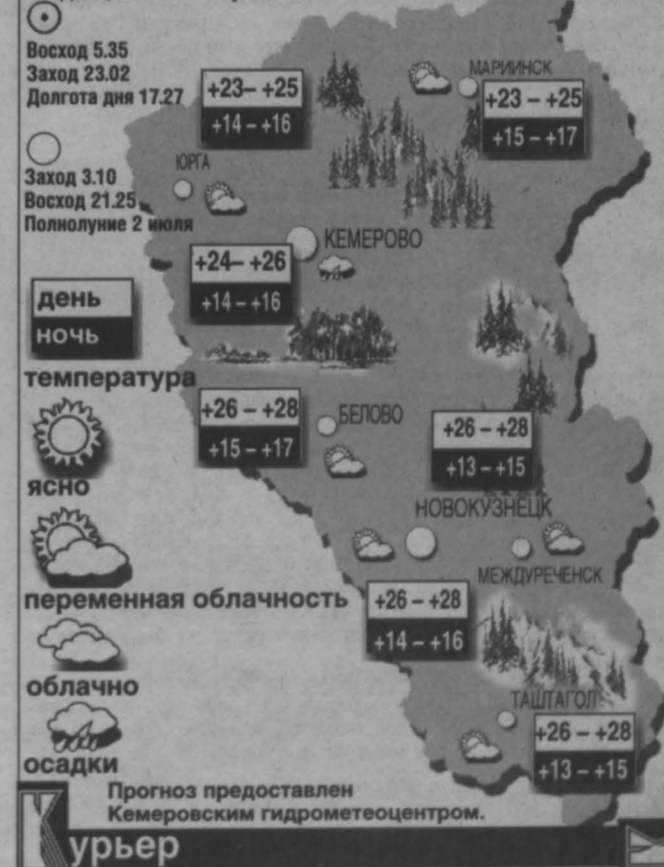 Восход 5.35
Заход 23.02
Долгота дня 17.27
Заход 3.10
Восход 21.25
Полнолуние 2 июля
МАРИИНСК
+23 – +25
+15 – +17
+23– +25
+14 – +16
ЮРГА
КЕМЕРОВО
+24– +26
+14 – +16
день
ночь
температура
+26 – +28
+15 – +17
БЕЛОВО
+26 – +28
+13 – +15
ясно
НОВОКУЗНЕЦК
МЕЖДУРЕЧЕНСК
переменная облачность
+26 – +28
+14 – +16
облачно
ТАШТАГОЛ
+26 – +28
+13 – +15
осадки
Прогноз предоставлен
Кемеровским гидрометеоцентром.
Курьер